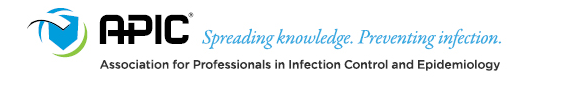 APIC® Spreading knowledge. Preventing infection.
Association for Professionals in Infection Control and Epidemiology